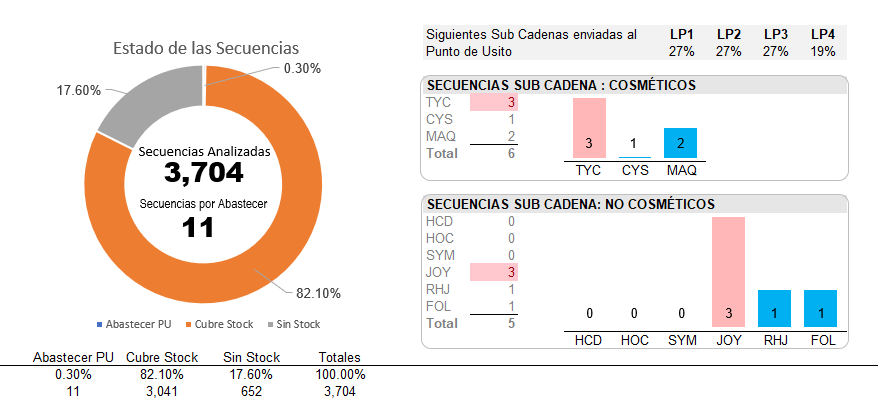 Estado de las Secuencias
0.30%
17.60%
Secuencias Analizadas
3,704
Secuencias por Abastecer
11
82.10%
Abastecer PU Cubre Stock Sin Stock
Abastecer PU Cubre Stock Sin Stock Totales
0.30% 82.10% 17.60% 100.00%
11 3,041 652 3,704
Siguientes Sub Cadenas enviadas al LP1 LP2 LP3 LP4
Punto de Usito 27% 27% 27% 19%
SECUENCIAS SUB CADENA : COSMÉTICOS
TYC 3
CYS 1
MAQ 2
Total 6
3 1 2
TYC CYS MAQ
SECUENCIAS SUB CADENA: NO COSMÉTICOS
HCD 0
HOC 0
SYM 0
JOY 3
RHJ 1
FOL 1
Total 5
0 0 0 3 1 1
HCD HOC SYM JOY RHJ FOL